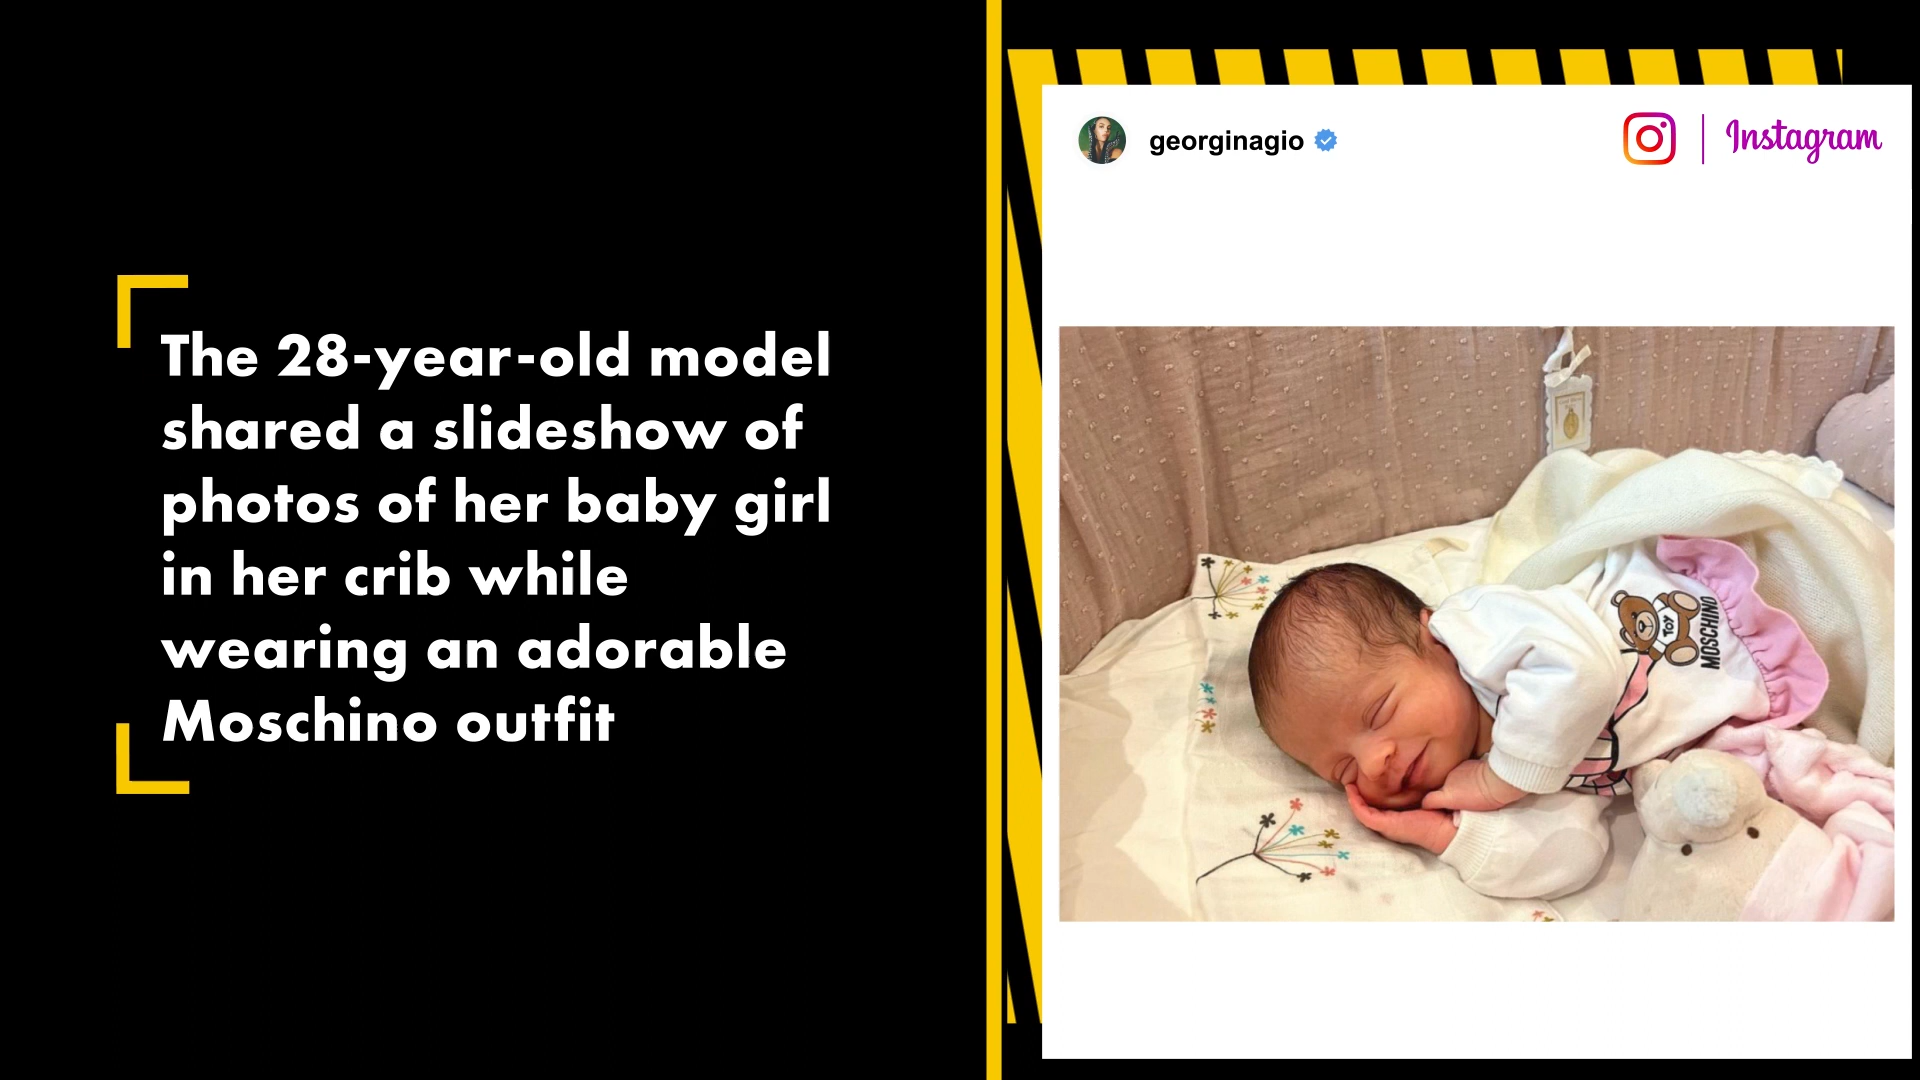 The 28-year-old model
shared a slideshow of
photos of her baby girl
in her crib while
wearing an adorable
Moschino outfit
georginagio
Instagram
TOY
MOSCHINO